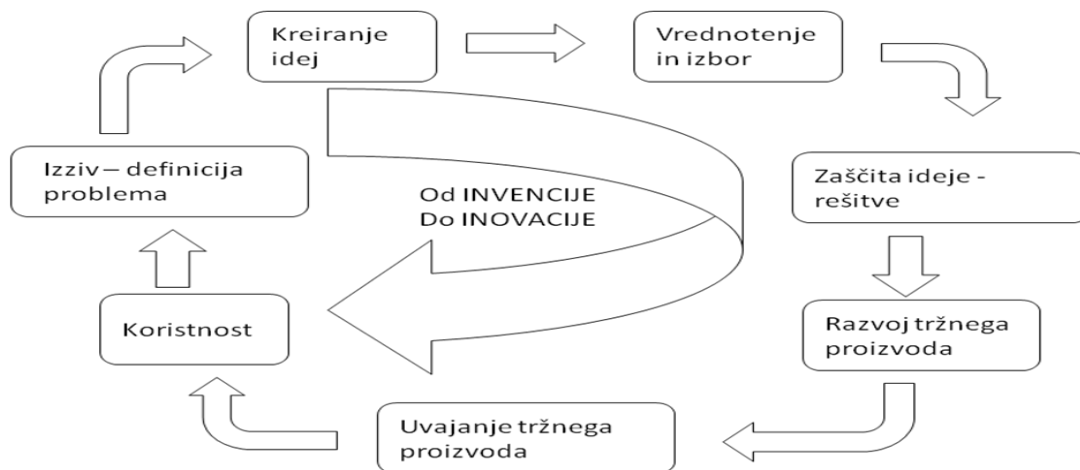 Kreiranje
idej
Vrednotenje
in izbor
Izziv – definicija
problema
Zaščita ideje -
rešitve
Od INVENCIJE
Do INOVACIJE
Koristnost
Razvoj tržnega
proizvoda
Uvajanje tržnega
proizvoda